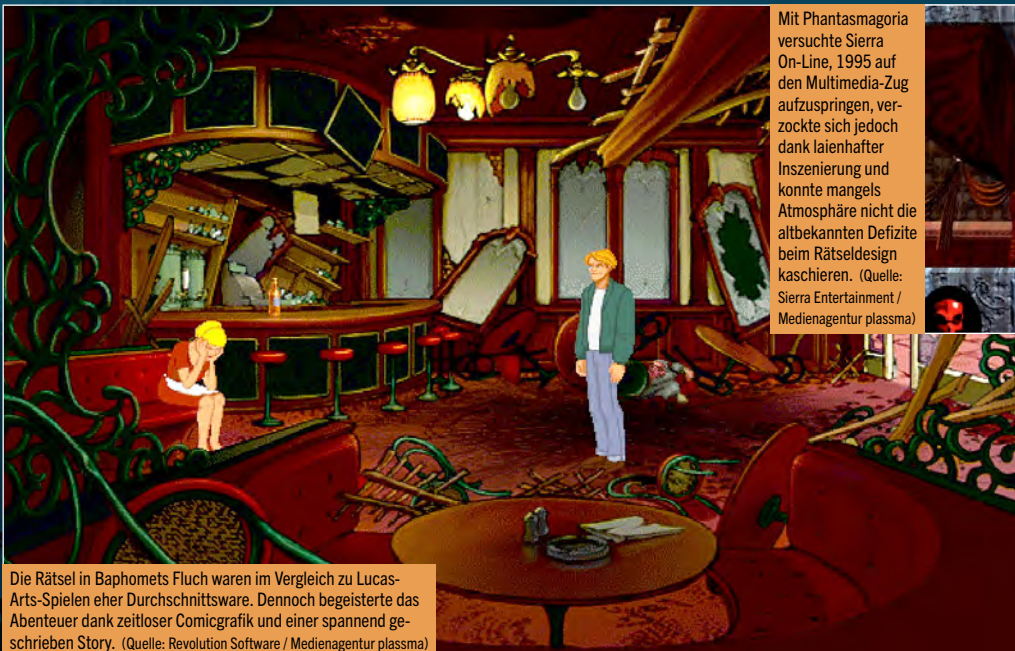 Mit Phantasmagoria
versuchte Sierra
On-Line, 1995 auf
den Multimedia-Zug
aufzuspringen, ver-
zockte sich jedoch
dank laienhafter
Inszenierung und
konnte mangels
Atmosphäre nicht die
altbekannten Defizite
beim Rätseldesign
kaschieren. (Quelle:
Sierra Entertainment /
Medienagentur plassma)
Die Rätsel in Baphomets Fluch waren im Vergleich zu Lucas-
Arts-Spielen eher Durchschnittsware. Dennoch begeisterte das
Abenteuer dank zeitloser Comicgrafik und einer spannend ge-
schrieben Story. (Quelle: Revolution Software / Medienagentur plassma)